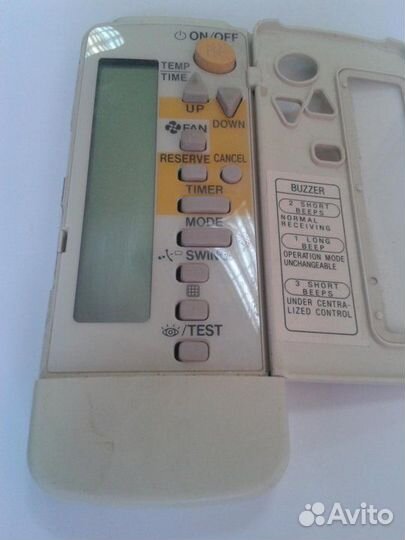 ON/OFF
TEMP
TIME
UP
DOWN
FAN
RESERVE CANCEL
TIMER
MODE
SWING
/TEST
BUZZER
2 SHORT
BEEPS
NORMAL
RECEIVING
1 LONG
BEEP
OPERATION MODE
UNCHANGEABLE
3 SHORT
BEEPS
UNDER CENTRA-
LIZED CONTROL
Avito